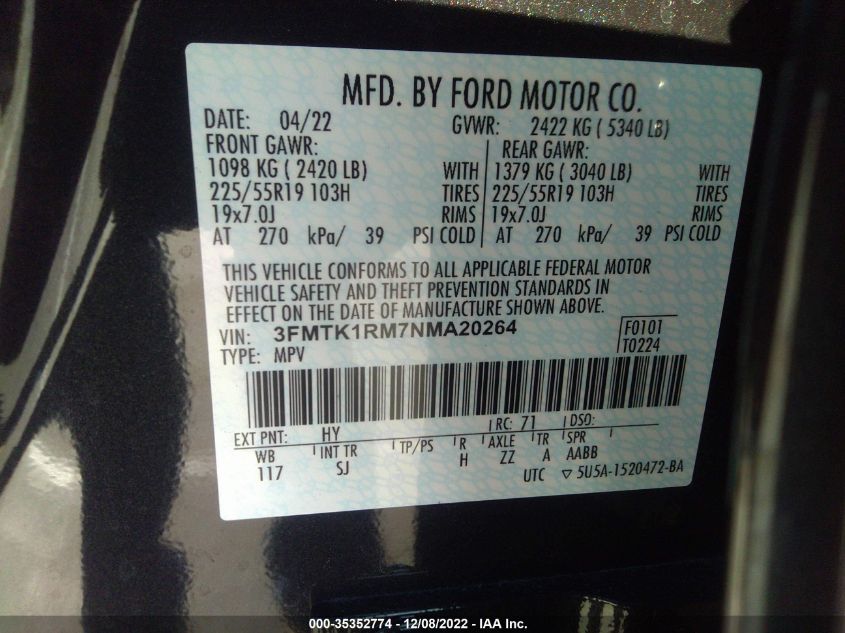 MFD. BY FORD MOTOR CO.
DATE: 04/22 GVWR: 2422 KG ( 5340 LB)
FRONT GAWR: REAR GAWR:
1098 KG ( 2420 LB) WITH 1379 KG ( 3040 LB) WITH
225/55R19 103H TIRES 225/55R19 103H TIRES
19x7.0J RIMS 19x7.0J RIMS
AT 270 kPa/ 39 PSI COLD AT 270 kPa/ 39 PSI COLD
THIS VEHICLE CONFORMS TO ALL APPLICABLE FEDERAL MOTOR
VEHICLE SAFETY AND THEFT PREVENTION STANDARDS IN
EFFECT ON THE DATE OF MANUFACTURE SHOWN ABOVE.
VIN: 3FMTK1RM7NMA20264 F0101
TYPE: MPV T0224
EXT PNT: HY RC: 71 DSO:
WB INT TR TP/PS R AXLE TR SPR
117 SJ H ZZ A AABB
UTC ▽ 5U5A-1520472-BA
000-35352774 - 12/08/2022 - IAA Inc.